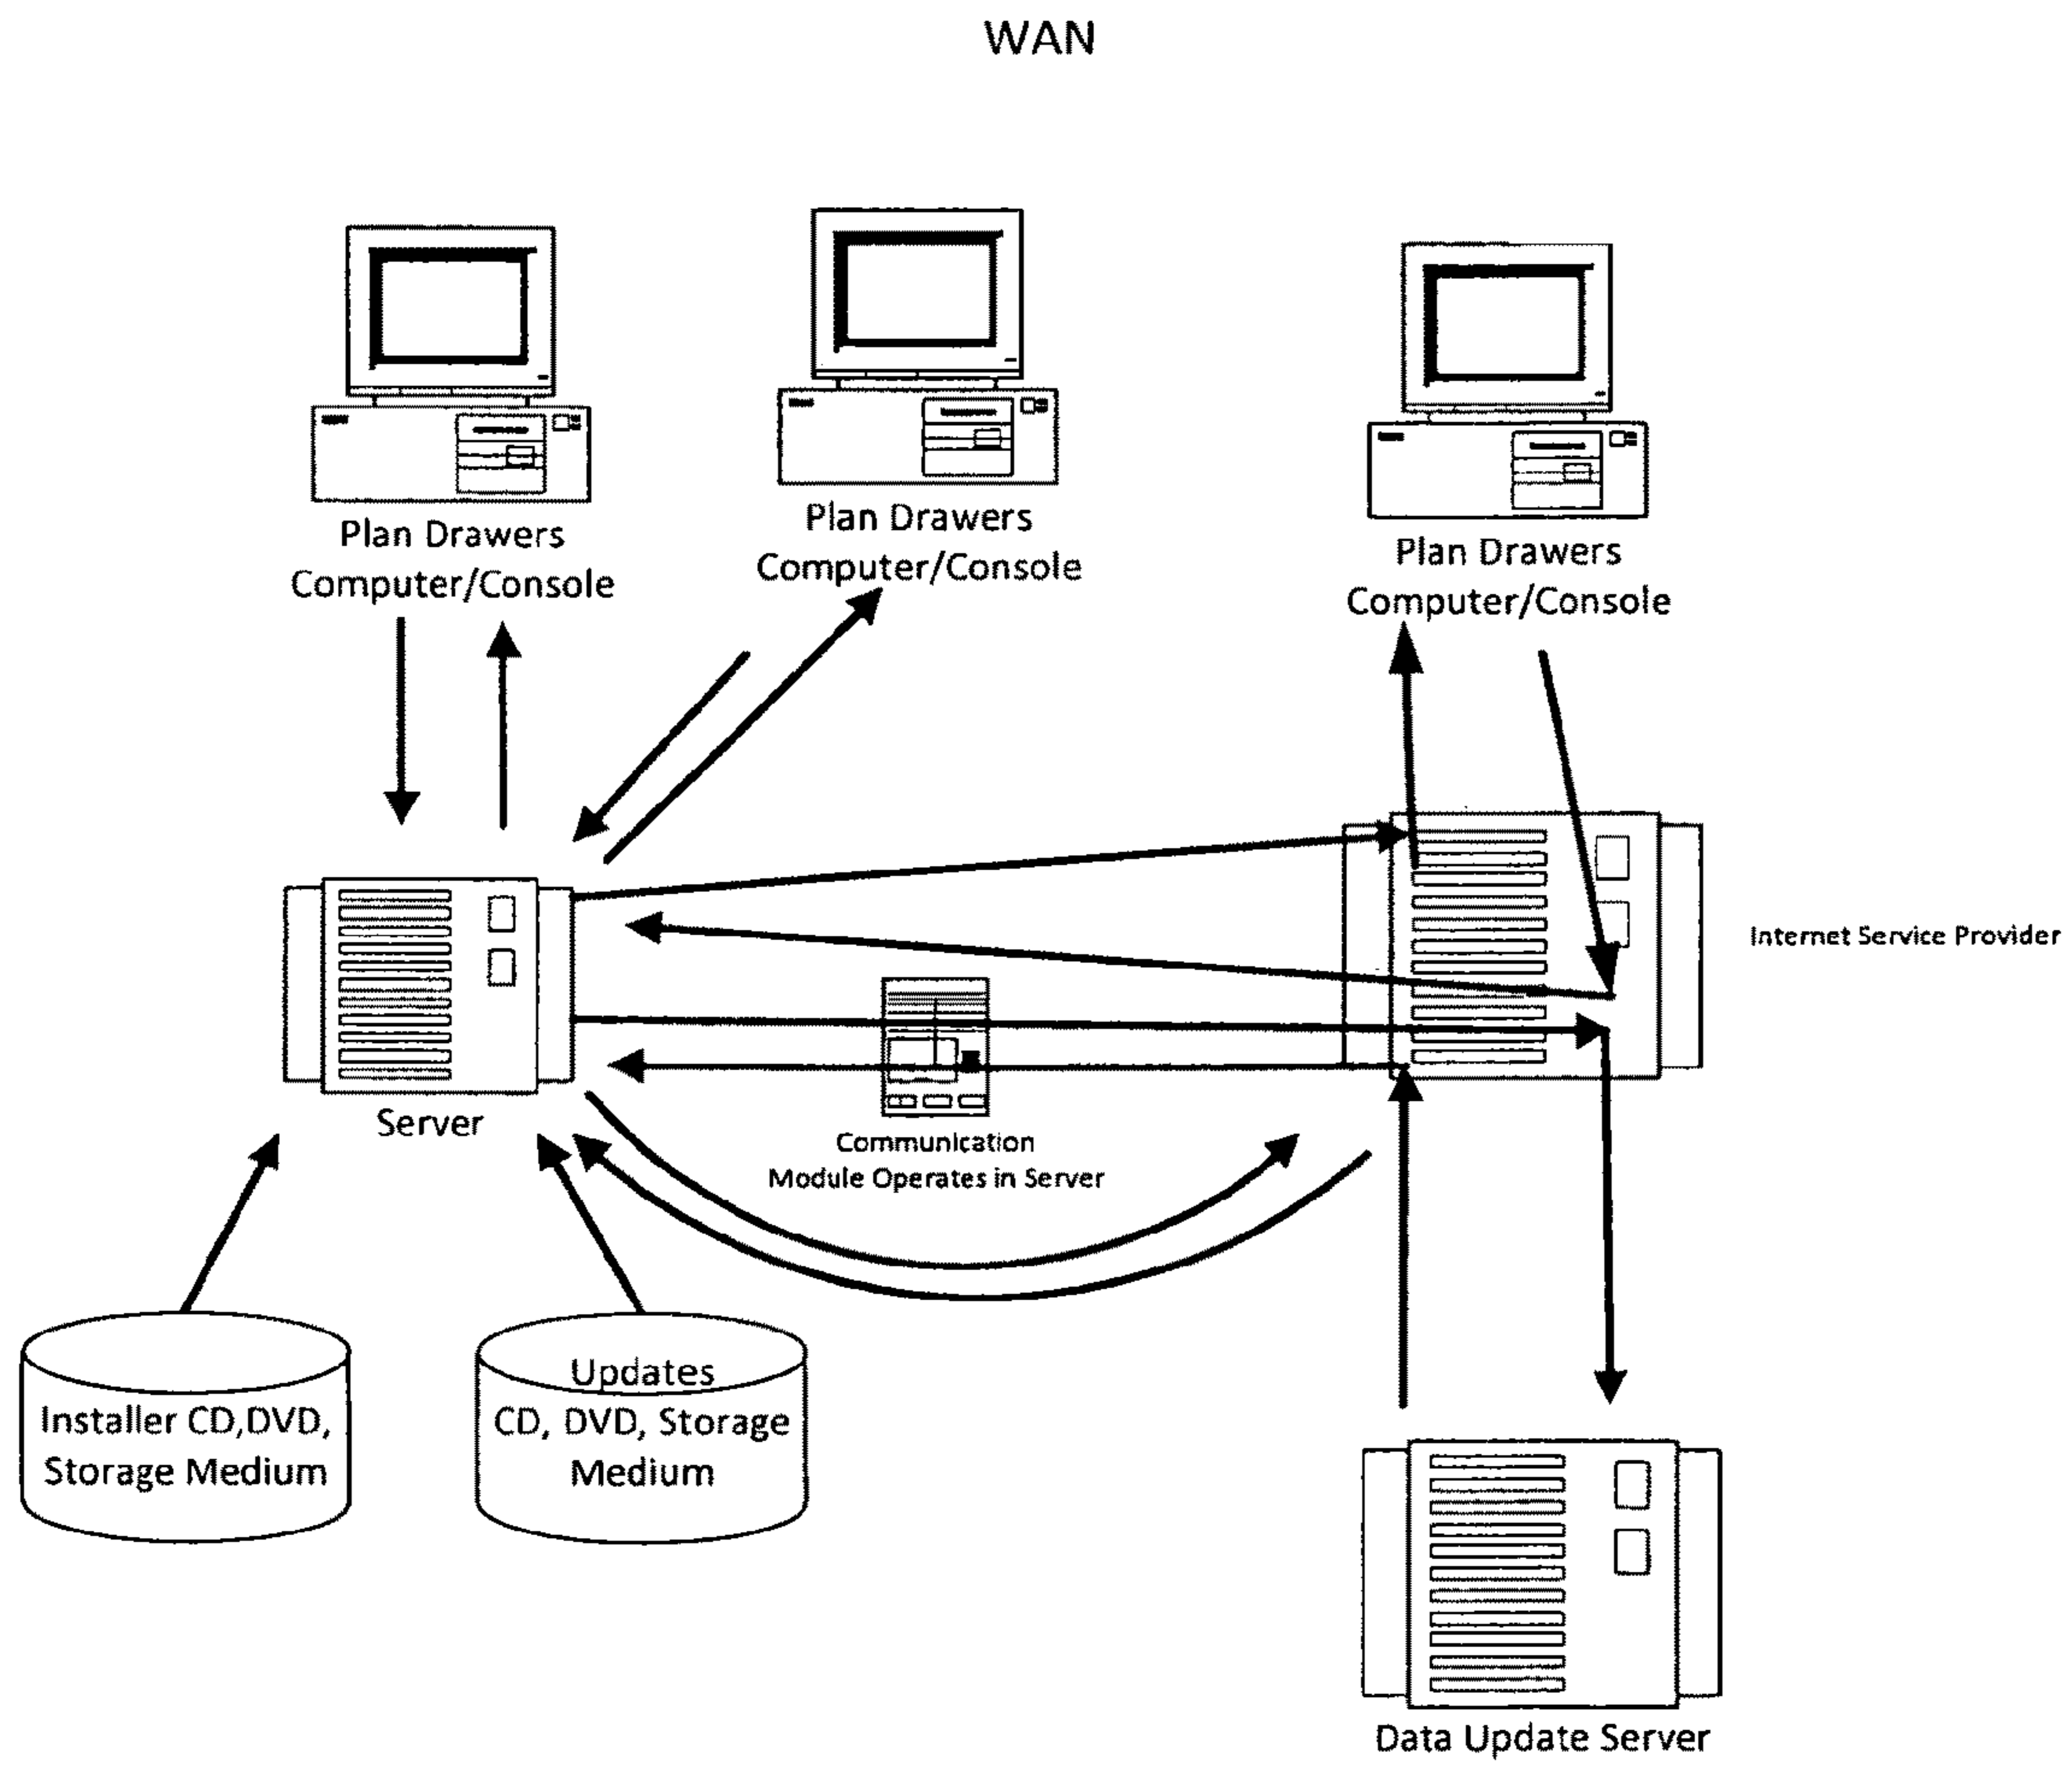 WAN
Plan Drawers
Computer/Console
Plan Drawers
Computer/Console
Plan Drawers
Computer/Console
Internet Service Provider
Server
Communication
Module Operates in Server
Installer CD,DVD,
Storage Medium
Updates
CD, DVD, Storage
Medium
Data Update Server